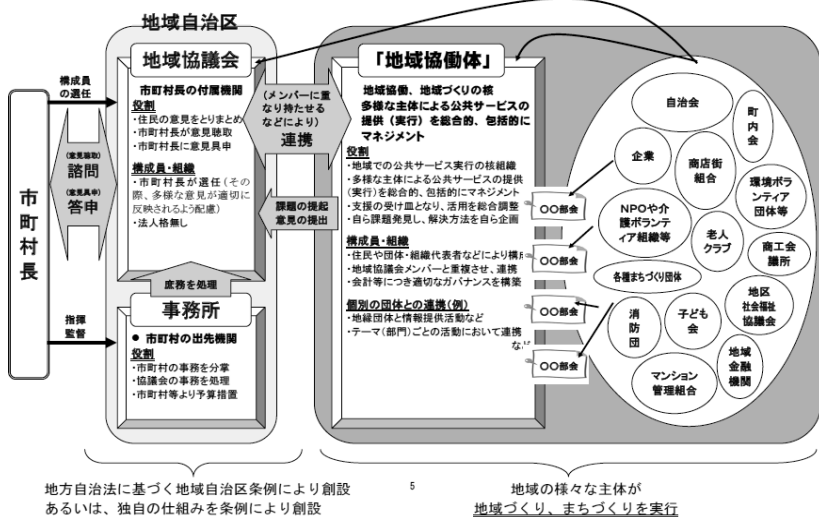 地域自治区
地域協議会
市町村長の付属機関
役割
・住民の意見をとりまとめ
・市町村長が意見聴取
・市町村長に意見具申
構成員・組織
・市町村長が選任(その
際、多様な意見が適切に
反映されるよう配慮)
・法人格無し
構成員
の選任
(意見聴取)
諮問
(意見具申)
答申
市町村長
指揮
監督
庶務を処理
事務所
● 市町村の出先機関
役割
・市町村の事務を分掌
・協議会の事務を処理
・市町村等より予算措置
(メンバーに重
なり持たせる
などにより)
連携
課題の提起
意見の提出
「地域協働体」
地域協働、地域づくりの核
多様な主体による公共サービスの
提供(実行)を総合的、包括的に
マネジメント
役割
・地域での公共サービス実行の核組織
・多様な主体による公共サービスの提供
(実行)を総合的、包括的にマネジメント
・支援の受け皿となり、活用を総合調整
・自ら課題発見し、解決方法を自ら企画
構成員・組織
・住民や団体・組織代表者などにより構成
・地域協議会メンバーと重複させ、連携
・会計等につき適切なガバナンスを構築
個別の団体との連携(例)
・地縁団体と情報提供活動など
・テーマ(部門)ごとの活動において連携
など
〇〇部会
〇〇部会
〇〇部会
〇〇部会
自治会
町内会
企業
商店街
組合
環境ボラ
ンティア
団体等
NPOや介
護ボランテ
ィア組織等
老人
クラブ
商工会
議所
各種まちづくり団体
地区
社会福祉
協議会
消防団
子ども
会
地域
金融
機関
マンション
管理組合
地方自治法に基づく地域自治区条例により創設
あるいは、独自の仕組みを条例により創設
5
地域の様々な主体が
地域づくり、まちづくりを実行